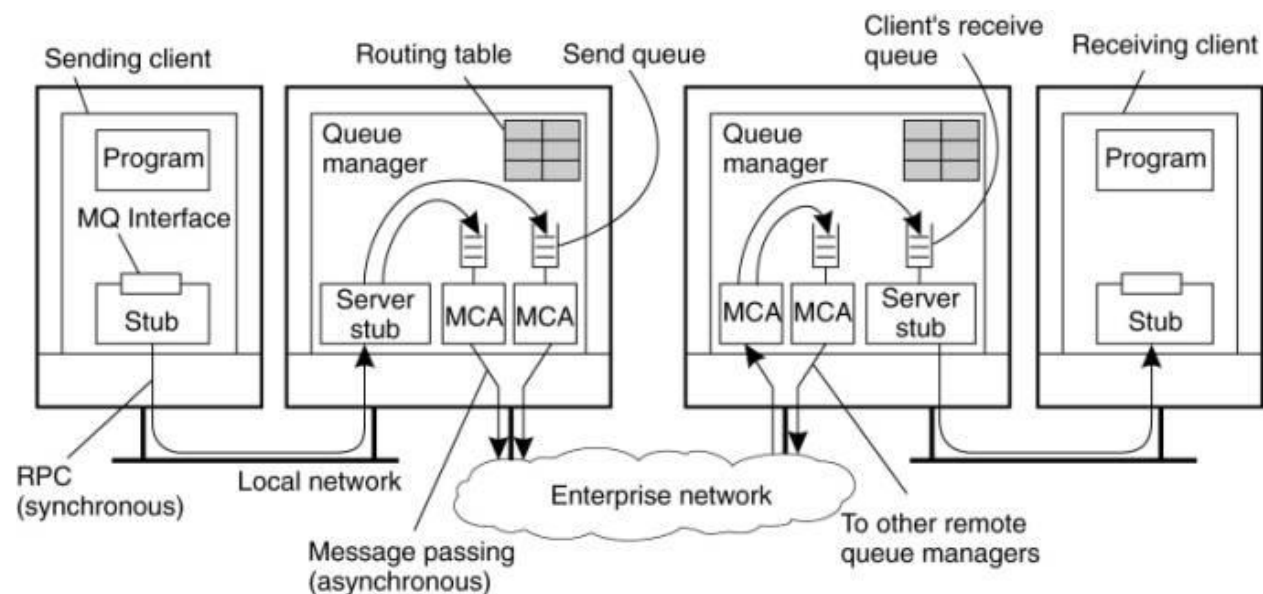 Sending client
Routing table
Send queue
Client's receive
queue
Receiving client
Program
MQ Interface
Stub
Queue
manager
Server
stub
MCA
MCA
Queue
manager
MCA
MCA
Server
stub
Program
Stub
RPC
(synchronous)
Local network
Message passing
(asynchronous)
Enterprise network
To other remote
queue managers